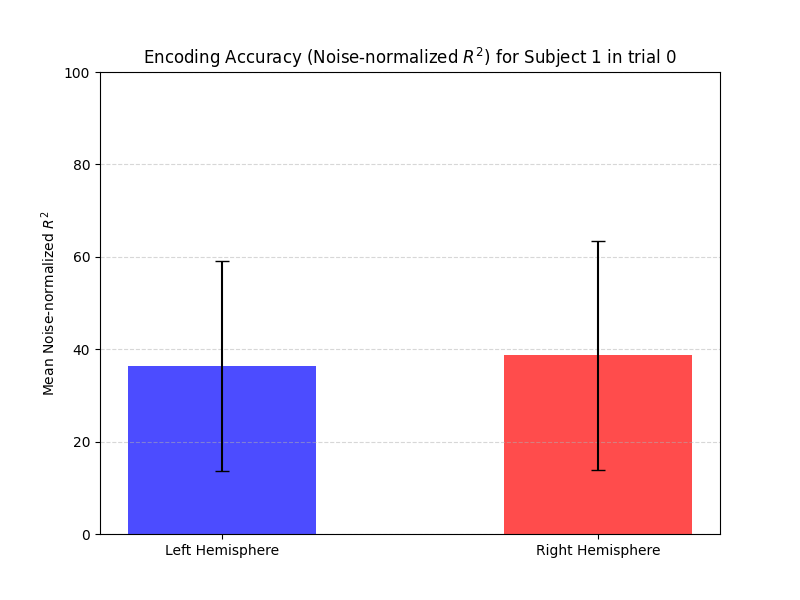 Encoding Accuracy (Noise-normalized R²) for Subject 1 in trial 0
Mean Noise-normalized R²
100
80
60
40
20
0
Left Hemisphere
Right Hemisphere